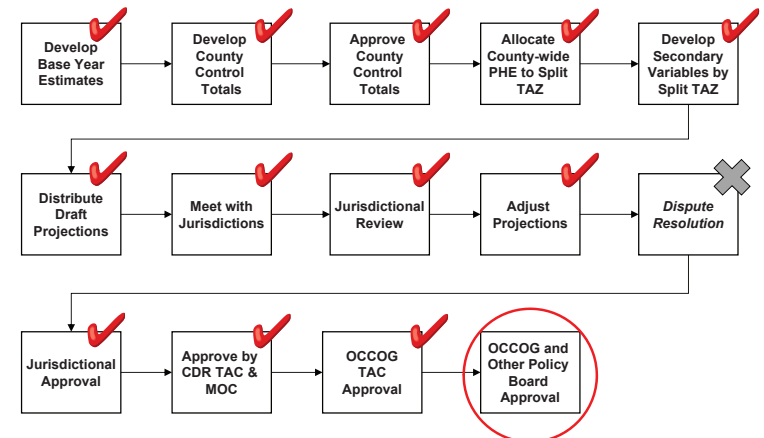 Develop
Base Year
Estimates
Develop
County
Control
Totals
Approve
County
Control
Totals
Allocate
County-wide
PHE to Split
TAZ
Develop
Secondary
Variables by
Split TAZ
Distribute
Draft
Projections
Meet with
Jurisdictions
Jurisdictional
Review
Adjust
Projections
Dispute
Resolution
Jurisdictional
Approval
Approve by
CDR TAC &
MOC
OCCOG
TAC
Approval
OCCOG and
Other Policy
Board
Approval